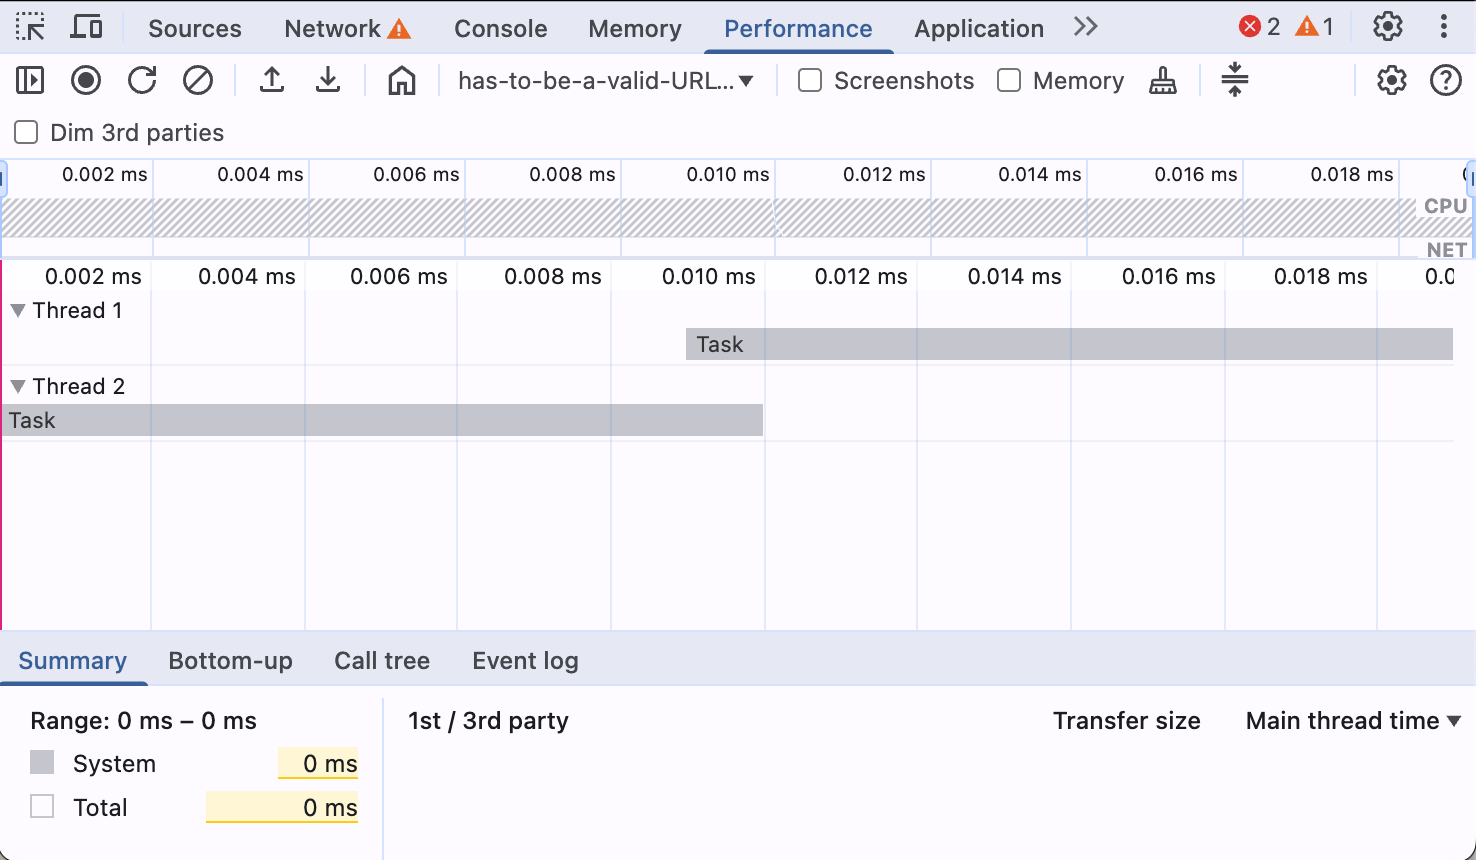 Sources Network Console Memory Performance Application 2 1
has-to-be-a-valid-URL... Screenshots Memory
Dim 3rd parties
0.002 ms 0.004 ms 0.006 ms 0.008 ms 0.010 ms 0.012 ms 0.014 ms 0.016 ms 0.018 ms
CPU
NET
0.002 ms 0.004 ms 0.006 ms 0.008 ms 0.010 ms 0.012 ms 0.014 ms 0.016 ms 0.018 ms 0.0
Thread 1
Task
Thread 2
Task
Summary Bottom-up Call tree Event log
Range: 0 ms – 0 ms 1st / 3rd party Transfer size Main thread time
System 0 ms
Total 0 ms